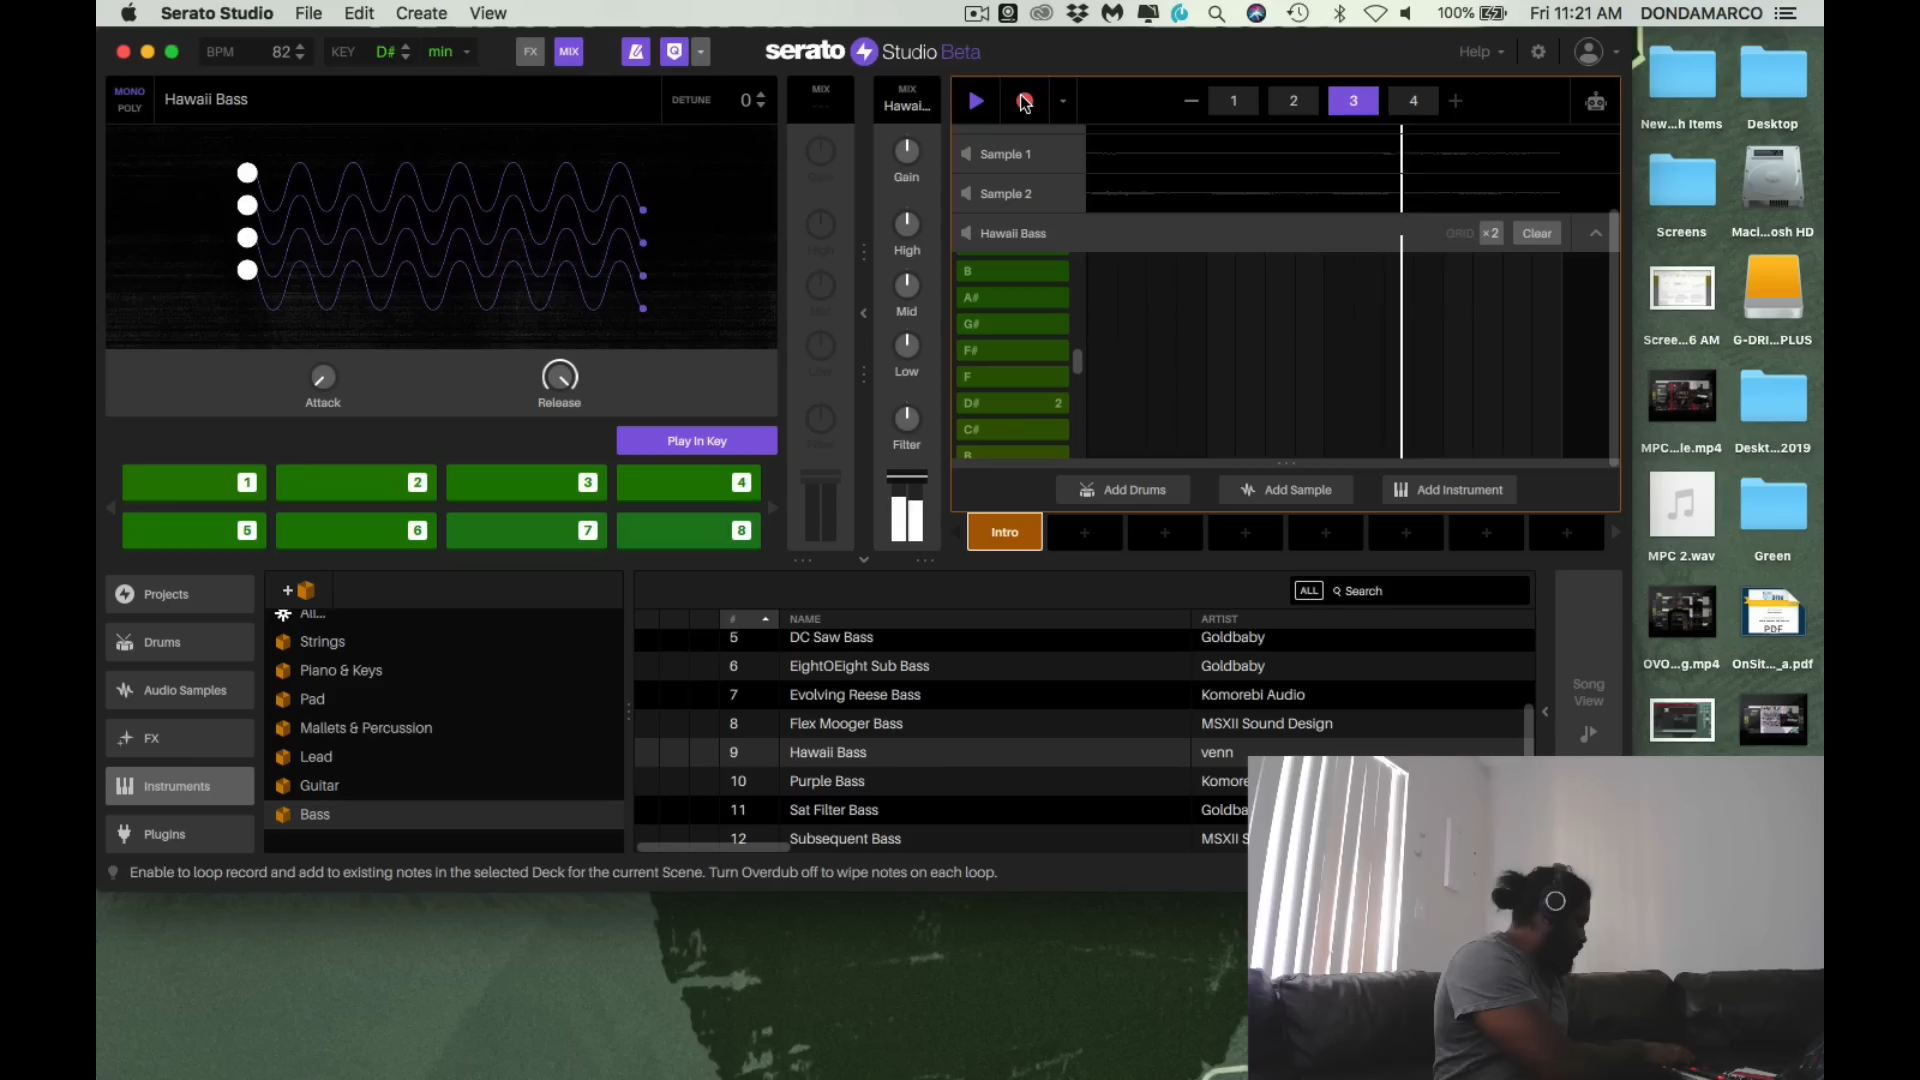 Serato Studio File Edit Create View 100% Fri 11:21 AM DONDAMARCO
BPM 82 KEY D# min FX MIX serato Studio Beta Help
MONO
POLY
Hawaii Bass
DETUNE 0
Attack
Release
Play In Key
1 2 3 4
5 6 7 8
MIX
MIX
Hawai...
Gain
High
Mid
Low
Filter
1 2 3 4
Sample 1
Sample 2
Hawaii Bass GRID ×2 Clear
B
A#
G#
F#
F
D# 2
C#
B
Add Drums Add Sample Add Instrument
Intro
Projects
Drums
Audio Samples
FX
Instruments
Plugins
All...
Strings
Piano & Keys
Pad
Mallets & Percussion
Lead
Guitar
Bass
ALL Search
# NAME ARTIST
5 DC Saw Bass Goldbaby
6 EightOEight Sub Bass Goldbaby
7 Evolving Reese Bass Komorebi Audio
8 Flex Mooger Bass MSXII Sound Design
9 Hawaii Bass venn
10 Purple Bass Komore
11 Sat Filter Bass Goldba
12 Subsequent Bass MSXII S
Song
View
Enable to loop record and add to existing notes in the selected Deck for the current Scene. Turn Overdub off to wipe notes on each loop.
New...h Items Desktop
Screens Maci...osh HD
Scree...6 AM G-DRI...PLUS
MPC...le.mp4 Deskt...2019
MPC 2.wav Green
PDF
OVO...g.mp4 OnSit..._a.pdf